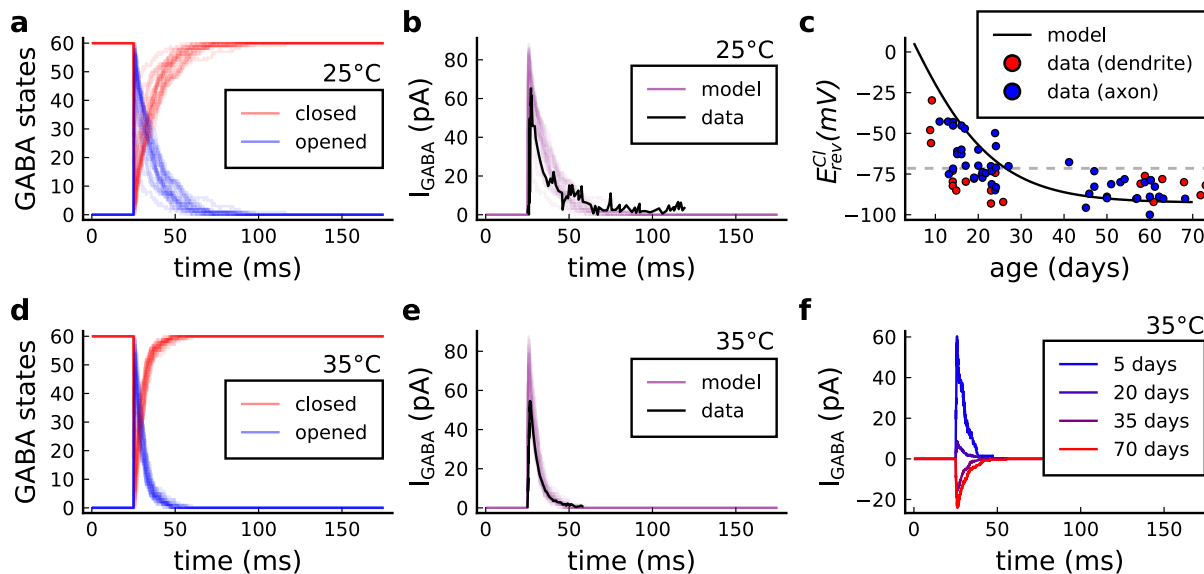 a
GABA states
60
50
40
30
20
10
0
25°C
closed
opened
0 50 100 150
time (ms)
b
I_GABA (pA)
80
60
40
20
0
25°C
model
data
0 50 100 150
time (ms)
c
E^Cl_rev (mV)
0
−25
−50
−75
−100
model
data (dendrite)
data (axon)
10 20 30 40 50 60 70
age (days)
d
GABA states
60
50
40
30
20
10
0
35°C
closed
opened
0 50 100 150
time (ms)
e
I_GABA (pA)
80
60
40
20
0
35°C
model
data
0 50 100 150
time (ms)
f
I_GABA (pA)
60
40
20
0
−20
35°C
5 days
20 days
35 days
70 days
0 50 100 150
time (ms)